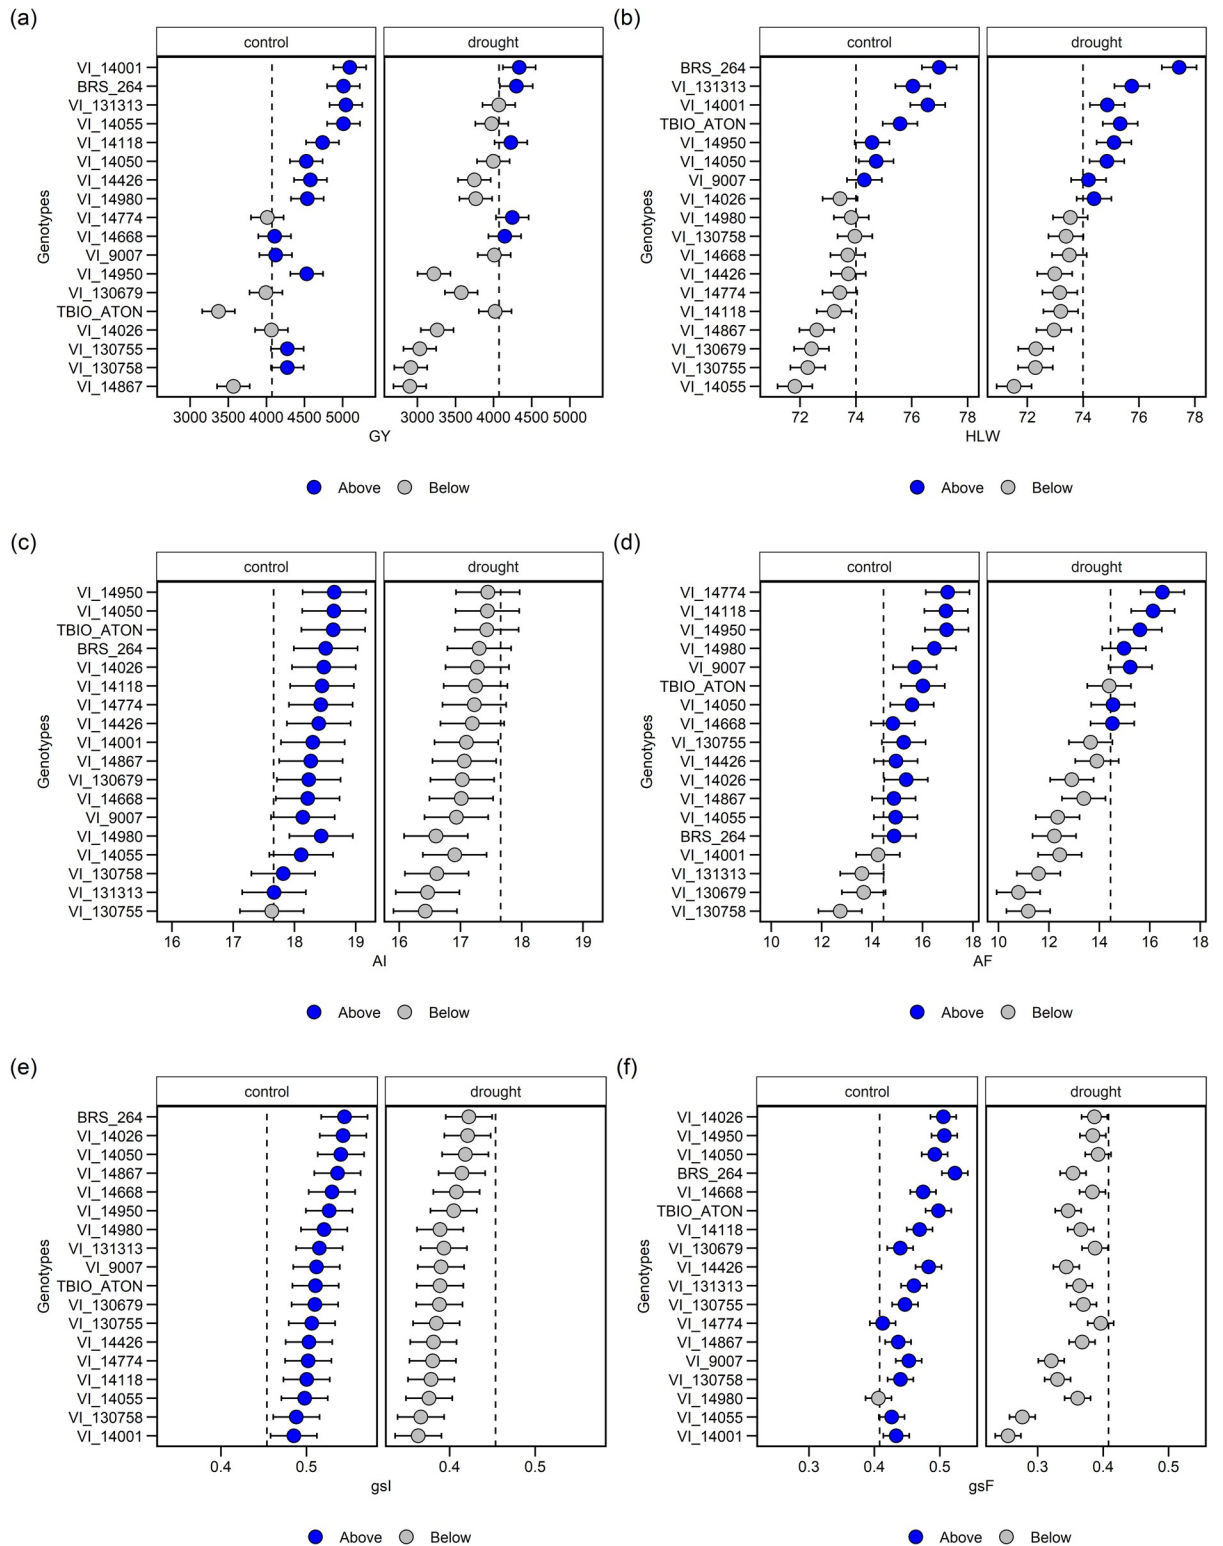 (a)
control drought
VI_14001
BRS_264
VI_131313
VI_14055
VI_14118
VI_14050
VI_14426
VI_14980
VI_14774
VI_14668
VI_9007
VI_14950
VI_130679
TBIO_ATON
VI_14026
VI_130755
VI_130758
VI_14867
Genotypes
3000 3500 4000 4500 5000 3000 3500 4000 4500 5000
GY
Above Below
(b)
control drought
BRS_264
VI_131313
VI_14001
TBIO_ATON
VI_14950
VI_14050
VI_9007
VI_14026
VI_14980
VI_130758
VI_14668
VI_14426
VI_14774
VI_14118
VI_14867
VI_130679
VI_130755
VI_14055
Genotypes
72 74 76 78 72 74 76 78
HLW
Above Below
(c)
control drought
VI_14950
VI_14050
TBIO_ATON
BRS_264
VI_14026
VI_14118
VI_14774
VI_14426
VI_14001
VI_14867
VI_130679
VI_14668
VI_9007
VI_14980
VI_14055
VI_130758
VI_131313
VI_130755
Genotypes
16 17 18 19 16 17 18 19
AI
Above Below
(d)
control drought
VI_14774
VI_14118
VI_14950
VI_14980
VI_9007
TBIO_ATON
VI_14050
VI_14668
VI_130755
VI_14426
VI_14026
VI_14867
VI_14055
BRS_264
VI_14001
VI_131313
VI_130679
VI_130758
Genotypes
10 12 14 16 18 10 12 14 16 18
AF
Above Below
(e)
control drought
BRS_264
VI_14026
VI_14050
VI_14867
VI_14668
VI_14950
VI_14980
VI_131313
VI_9007
TBIO_ATON
VI_130679
VI_130755
VI_14426
VI_14774
VI_14118
VI_14055
VI_130758
VI_14001
Genotypes
0.4 0.5 0.4 0.5
gsI
Above Below
(f)
control drought
VI_14026
VI_14950
VI_14050
BRS_264
VI_14668
TBIO_ATON
VI_14118
VI_130679
VI_14426
VI_131313
VI_130755
VI_14774
VI_14867
VI_9007
VI_130758
VI_14980
VI_14055
VI_14001
Genotypes
0.3 0.4 0.5 0.3 0.4 0.5
gsF
Above Below